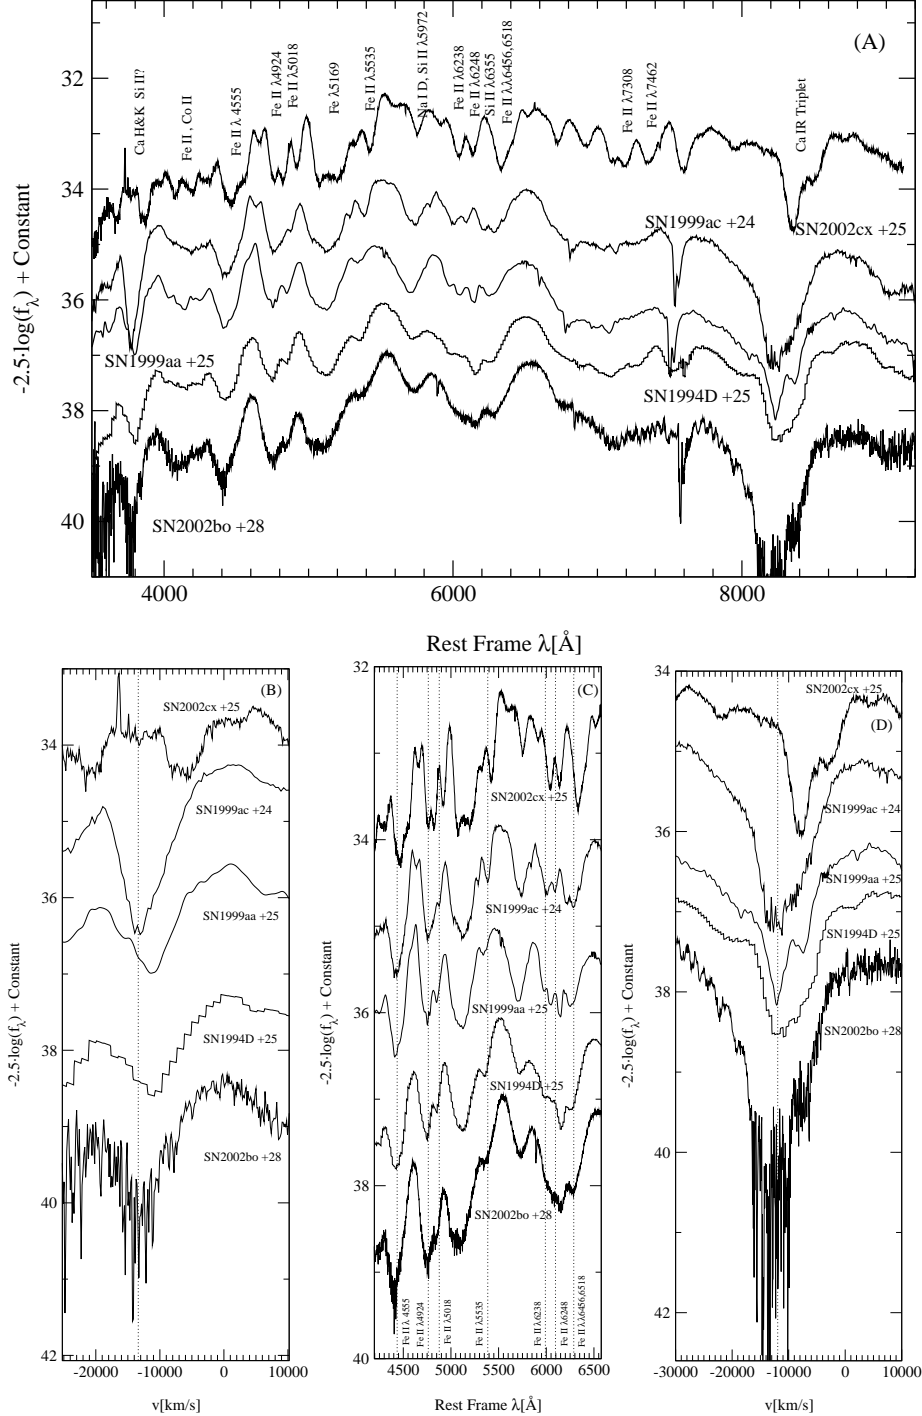 (A)
Ca H&K Si II?
Fe II , Co II
Fe II λ 4555
Fe II λ4924
Fe II λ5018
Fe II λ5169
Fe II λ5535
Na I D, Si II λ5972
Fe II λ6238
Fe II λ6248
Si II λ6355
Fe II λλ6456,6518
Fe II λ7308
Fe II λ7462
Ca IR Triplet
32
34
36
38
40
-2.5·log(f_λ) + Constant
SN1999ac +24
SN2002cx +25
SN1999aa +25
SN1994D +25
SN2002bo +28
4000
6000
8000
Rest Frame λ[Å]
(B)
SN2002cx +25
SN1999ac +24
SN1999aa +25
SN1994D +25
SN2002bo +28
34
36
38
40
42
-2.5·log(f_λ) + Constant
-20000
-10000
0
10000
v[km/s]
(C)
SN2002cx +25
SN1999ac +24
SN1999aa +25
SN1994D +25
SN2002bo +28
32
34
36
38
40
-2.5·log(f_λ) + Constant
Fe II λ 4555
Fe II λ4924
Fe II λ5018
Fe II λ5535
Fe II λ6238
Fe II λ6248
Fe II λλ6456,6518
4500
5000
5500
6000
6500
Rest Frame λ[Å]
(D)
SN2002cx +25
SN1999ac +24
SN1999aa +25
SN1994D +25
SN2002bo +28
34
36
38
40
42
-2.5·log(f_λ) + Constant
-30000
-20000
-10000
0
10000
v[km/s]